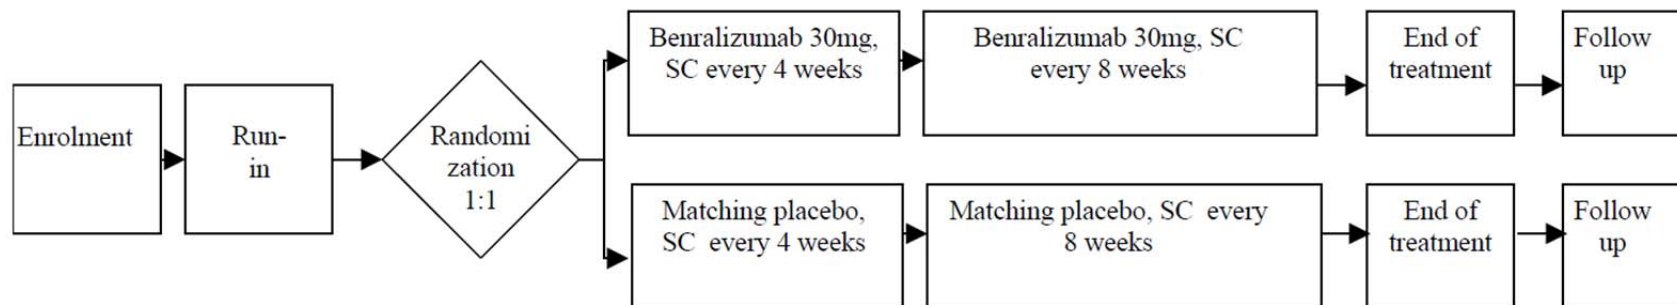 Enrolment
Run-
in
Randomi
zation
1:1
Benralizumab 30mg,
SC every 4 weeks
Benralizumab 30mg, SC
every 8 weeks
End of
treatment
Follow
up
Matching placebo,
SC every 4 weeks
Matching placebo, SC every
8 weeks
End of
treatment
Follow
up